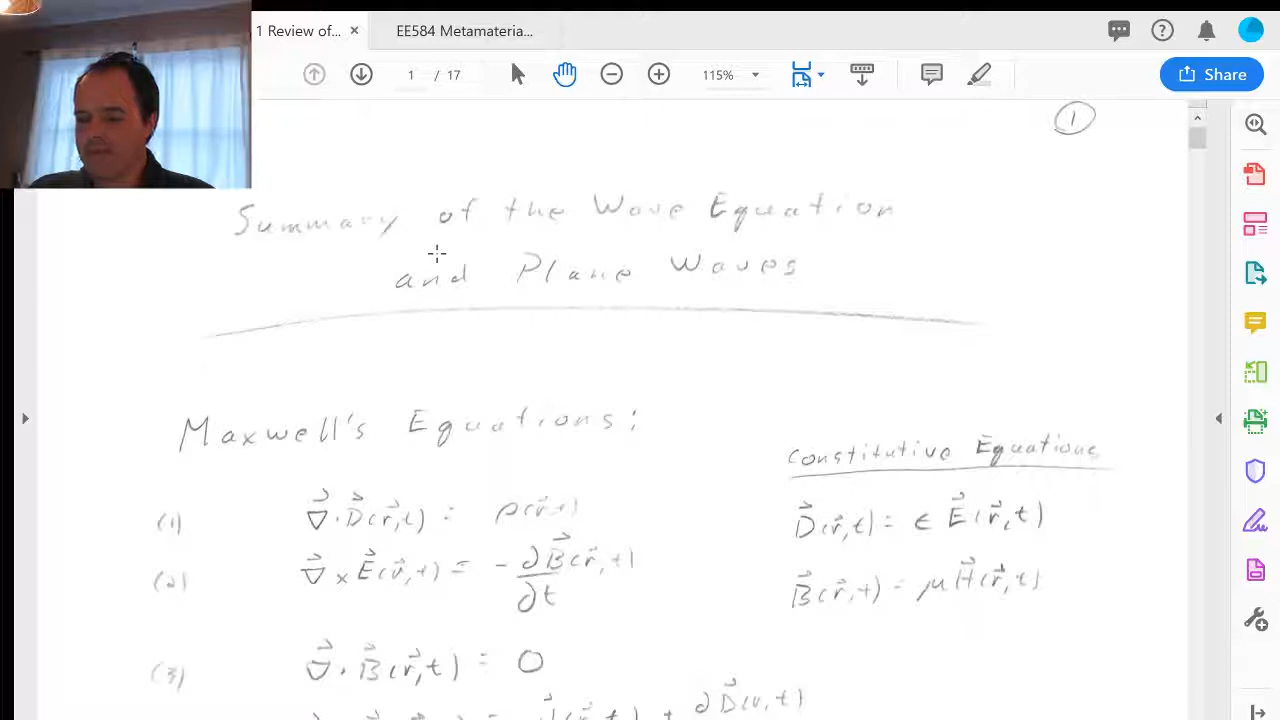 1 Review of... ×
EE584 Metamateria...
1 / 17
115%
Share
1
Summary of the Wave Equation
and Plane Waves
Maxwell's Equations:
Constitutive Equations
(1) ∇⃗·D⃗(r⃗,t) = ρ(r⃗,t)
D⃗(r⃗,t) = ϵ E⃗(r⃗,t)
(2) ∇⃗×E⃗(r⃗,t) = -∂B⃗(r⃗,t)/∂t
B⃗(r⃗,t) = μH⃗(r⃗,t)
(3) ∇⃗·B⃗(r⃗,t) = 0
∂D⃗(r,t)